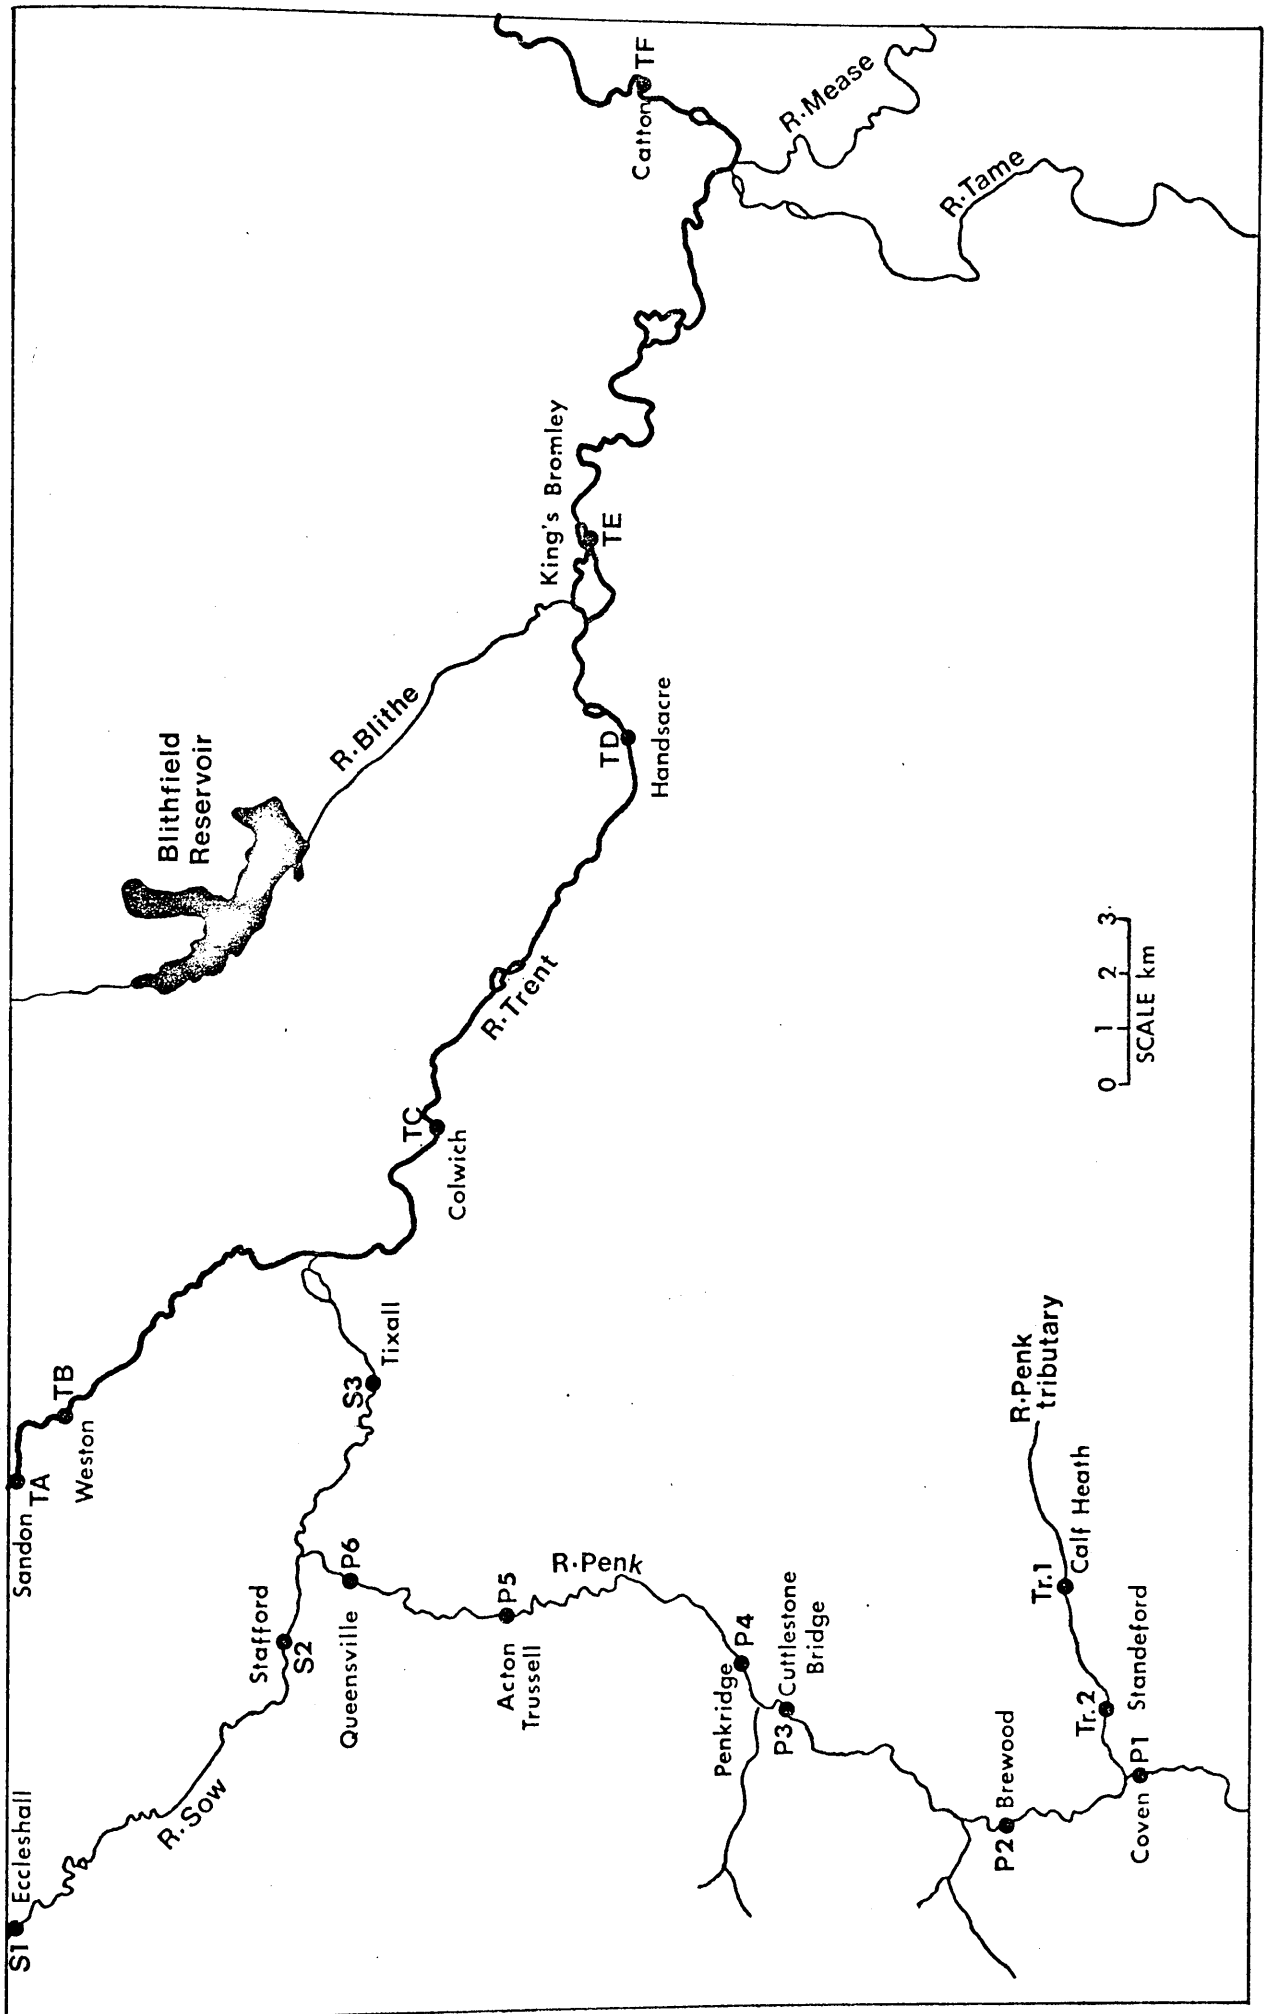 S1 Eccleshall
Sandon
TA
TB
Weston
R.Sow
Stafford
S2
S3
Tixall
Queensville
P6
Acton
Trussell
P5
R.Penk
Penkridge
P4
P3
Cuttlestone
Bridge
P2 Brewood
Coven P1 Standeford
Tr.2
Tr.1
Calf Heath
R.Penk
tributary
TC
Colwich
R.Trent
Blithfield
Reservoir
R.Blithe
TD
Handsacre
King's Bromley
TE
Catton
TF
R.Mease
R.Tame
0 1 2 3
SCALE km